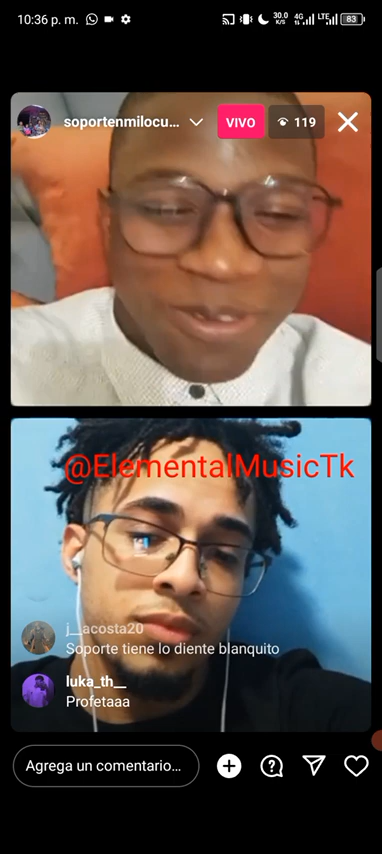 10:36 p. m. 30.0 K/S 4G LTE 83
soportenmilocu... VIVO 119
@ElementalMusicTk
j__acosta20
Soporte tiene lo diente blanquito
luka_th__
Profetaaa
Agrega un comentario...